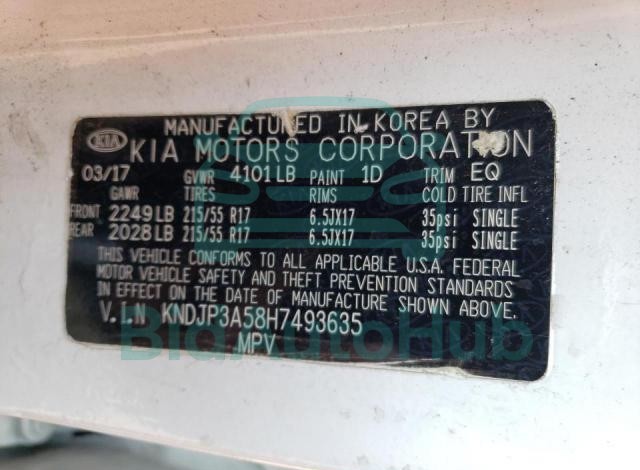 MANUFACTURED IN KOREA BY
KIA KIA MOTORS CORPORATION
03/17 GVWR 4101 LB PAINT 1D TRIM EQ
GAWR TIRES RIMS COLD TIRE INFL
FRONT 2249 LB 215/55 R17 6.5JX17 35psi SINGLE
REAR 2028 LB 215/55 R17 6.5JX17 35psi SINGLE
THIS VEHICLE CONFORMS TO ALL APPLICABLE U.S.A. FEDERAL
MOTOR VEHICLE SAFETY AND THEFT PREVENTION STANDARDS
IN EFFECT ON THE DATE OF MANUFACTURE SHOWN ABOVE.
V.I.N KNDJP3A58H7493635
MPV
BidAutoHub